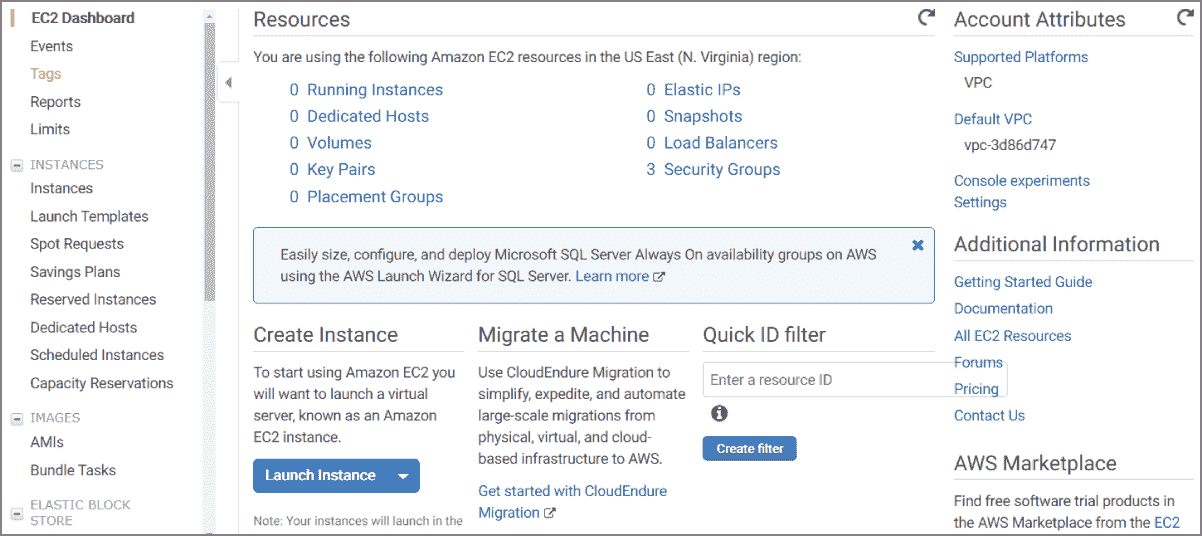 EC2 Dashboard
Events
Tags
Reports
Limits
INSTANCES
Instances
Launch Templates
Spot Requests
Savings Plans
Reserved Instances
Dedicated Hosts
Scheduled Instances
Capacity Reservations
IMAGES
AMIs
Bundle Tasks
ELASTIC BLOCK
STORE
Resources
You are using the following Amazon EC2 resources in the US East (N. Virginia) region:
0 Running Instances
0 Dedicated Hosts
0 Volumes
0 Key Pairs
0 Placement Groups
0 Elastic IPs
0 Snapshots
0 Load Balancers
3 Security Groups
Easily size, configure, and deploy Microsoft SQL Server Always On availability groups on AWS
using the AWS Launch Wizard for SQL Server. Learn more
Create Instance
To start using Amazon EC2 you
will want to launch a virtual
server, known as an Amazon
EC2 instance.
Launch Instance
Note: Your instances will launch in the
Migrate a Machine
Use CloudEndure Migration to
simplify, expedite, and automate
large-scale migrations from
physical, virtual, and cloud-
based infrastructure to AWS.
Get started with CloudEndure
Migration
Quick ID filter
Enter a resource ID
Create filter
Account Attributes
Supported Platforms
VPC
Default VPC
vpc-3d86d747
Console experiments
Settings
Additional Information
Getting Started Guide
Documentation
All EC2 Resources
Forums
Pricing
Contact Us
AWS Marketplace
Find free software trial products in
the AWS Marketplace from the EC2